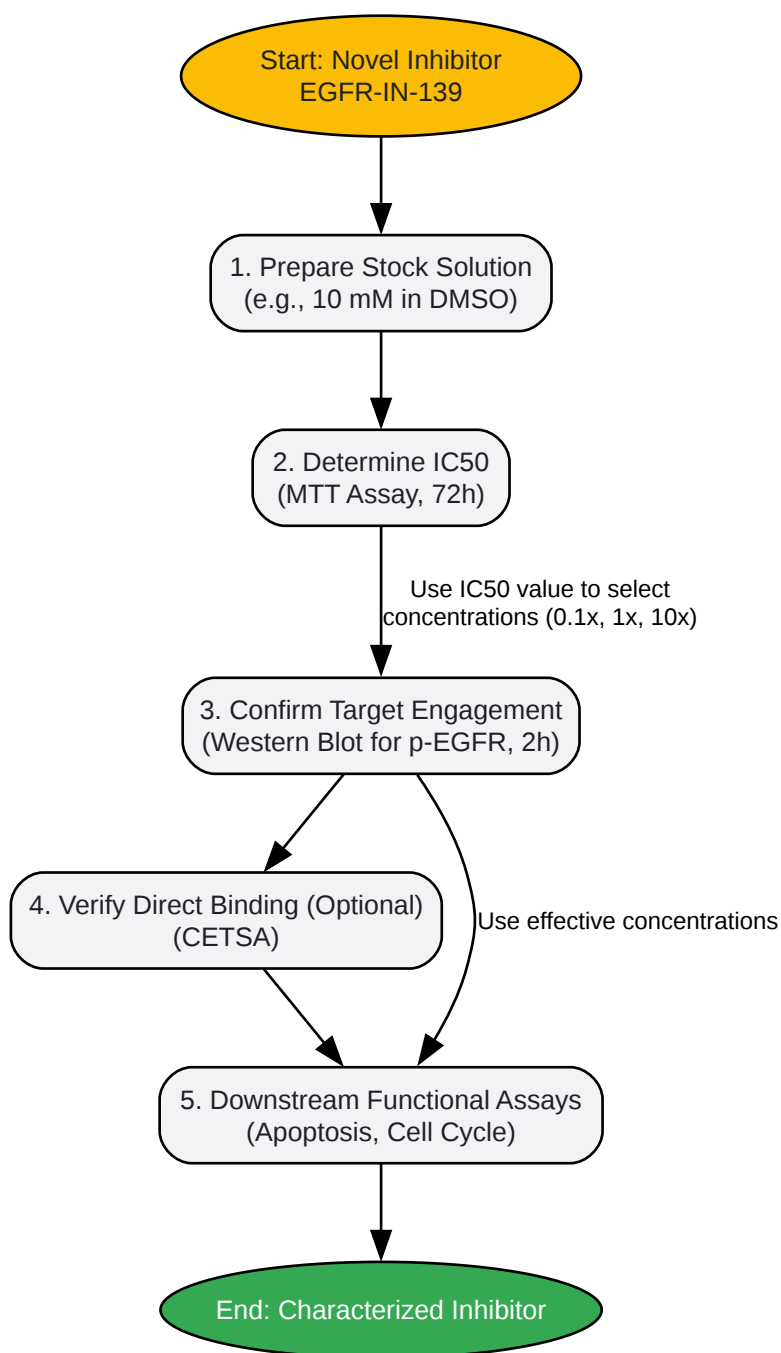 Start: Novel Inhibitor
EGFR-IN-139
1. Prepare Stock Solution
(e.g., 10 mM in DMSO)
2. Determine IC50
(MTT Assay, 72h)
Use IC50 value to select
concentrations (0.1x, 1x, 10x)
3. Confirm Target Engagement
(Western Blot for p-EGFR, 2h)
4. Verify Direct Binding (Optional)
(CETSA)
Use effective concentrations
5. Downstream Functional Assays
(Apoptosis, Cell Cycle)
End: Characterized Inhibitor